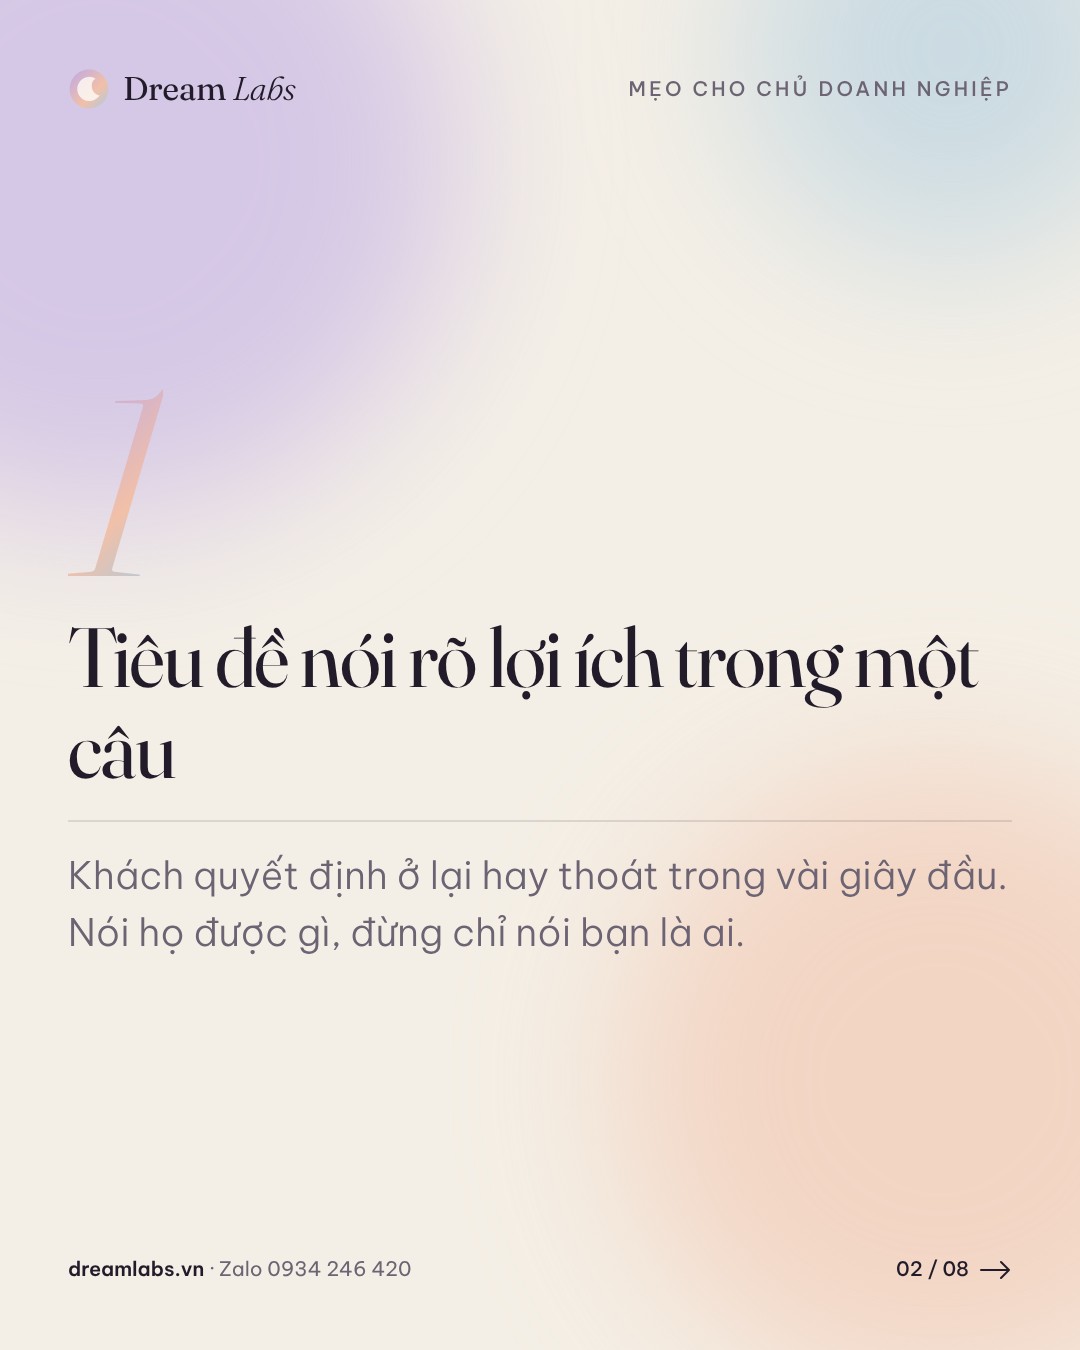 Dream Labs
MẸO CHO CHỦ DOANH NGHIỆP
1
Tiêu đề nói rõ lợi ích trong một
câu
Khách quyết định ở lại hay thoát trong vài giây đầu.
Nói họ được gì, đừng chỉ nói bạn là ai.
dreamlabs.vn · Zalo 0934 246 420
02 / 08 →